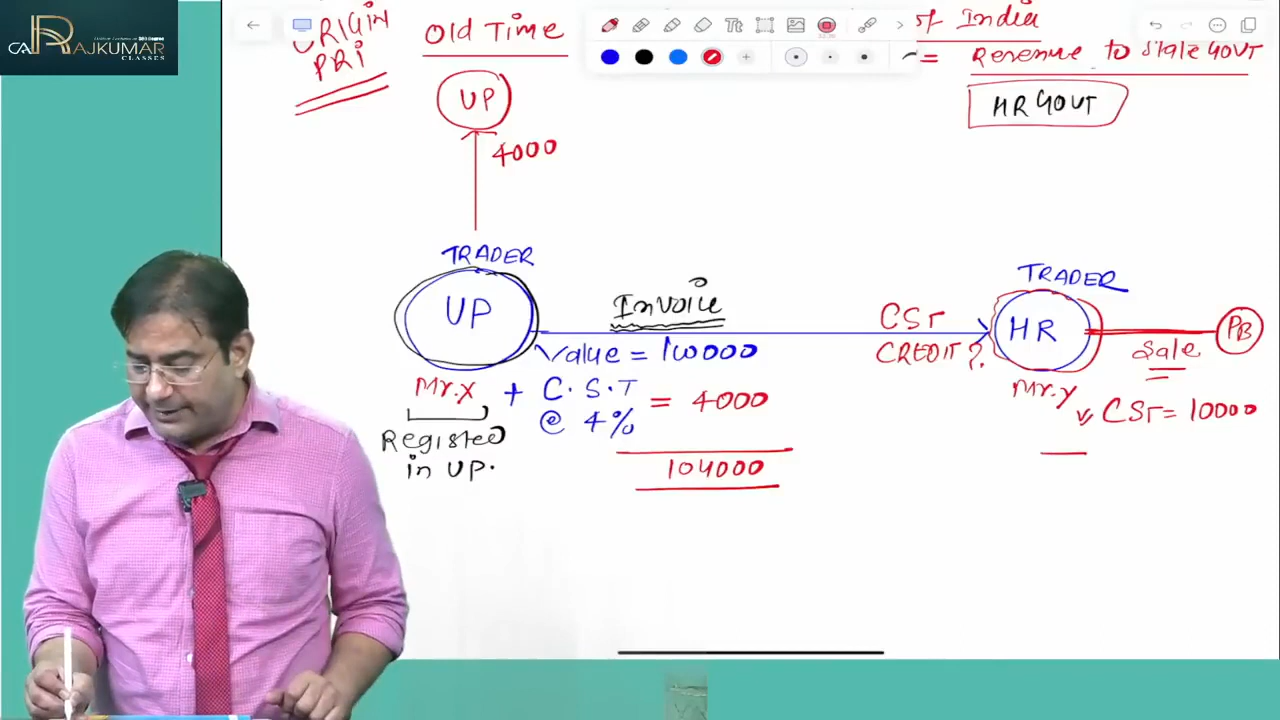 CA RAJKUMAR
CLASSES
ORIGIN
PRI
Old Time
of India
= Revenue to State GOVT
HR GOVT
UP
4000
TRADER
UP
Invoice
Value = 100000
Mr.X
+ C.S.T
@ 4%
= 4000
104000
Registed
in UP.
CST
CREDIT?
TRADER
HR
Mr.Y
Sale
PB
CST = 10000